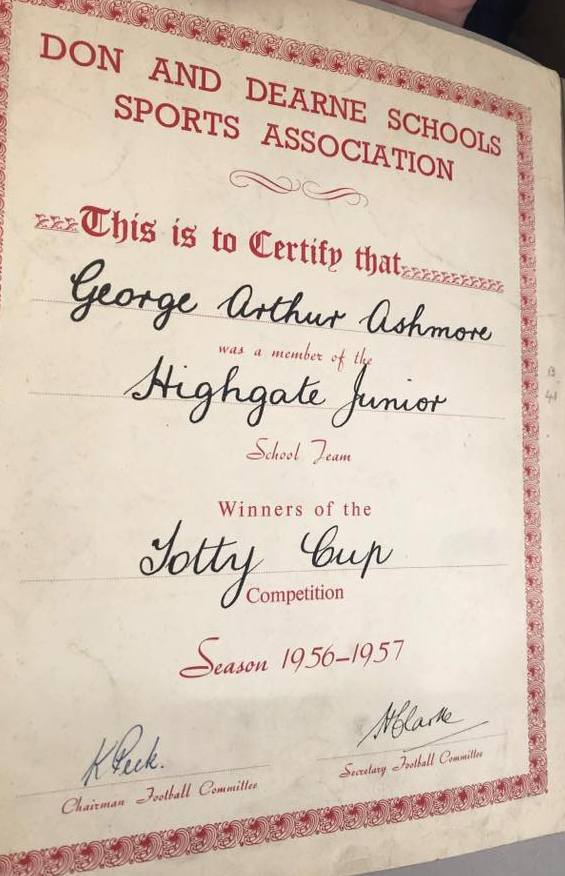 DON AND DEARNE SCHOOLS
SPORTS ASSOCIATION
This is to Certify that
George Arthur Ashmore
was a member of the
Highgate Junior
School Team
Winners of the
Totty Cup
Competition
Season 1956–1957
K Peck.
Chairman Football Committee
H Clarke
Secretary Football Committee